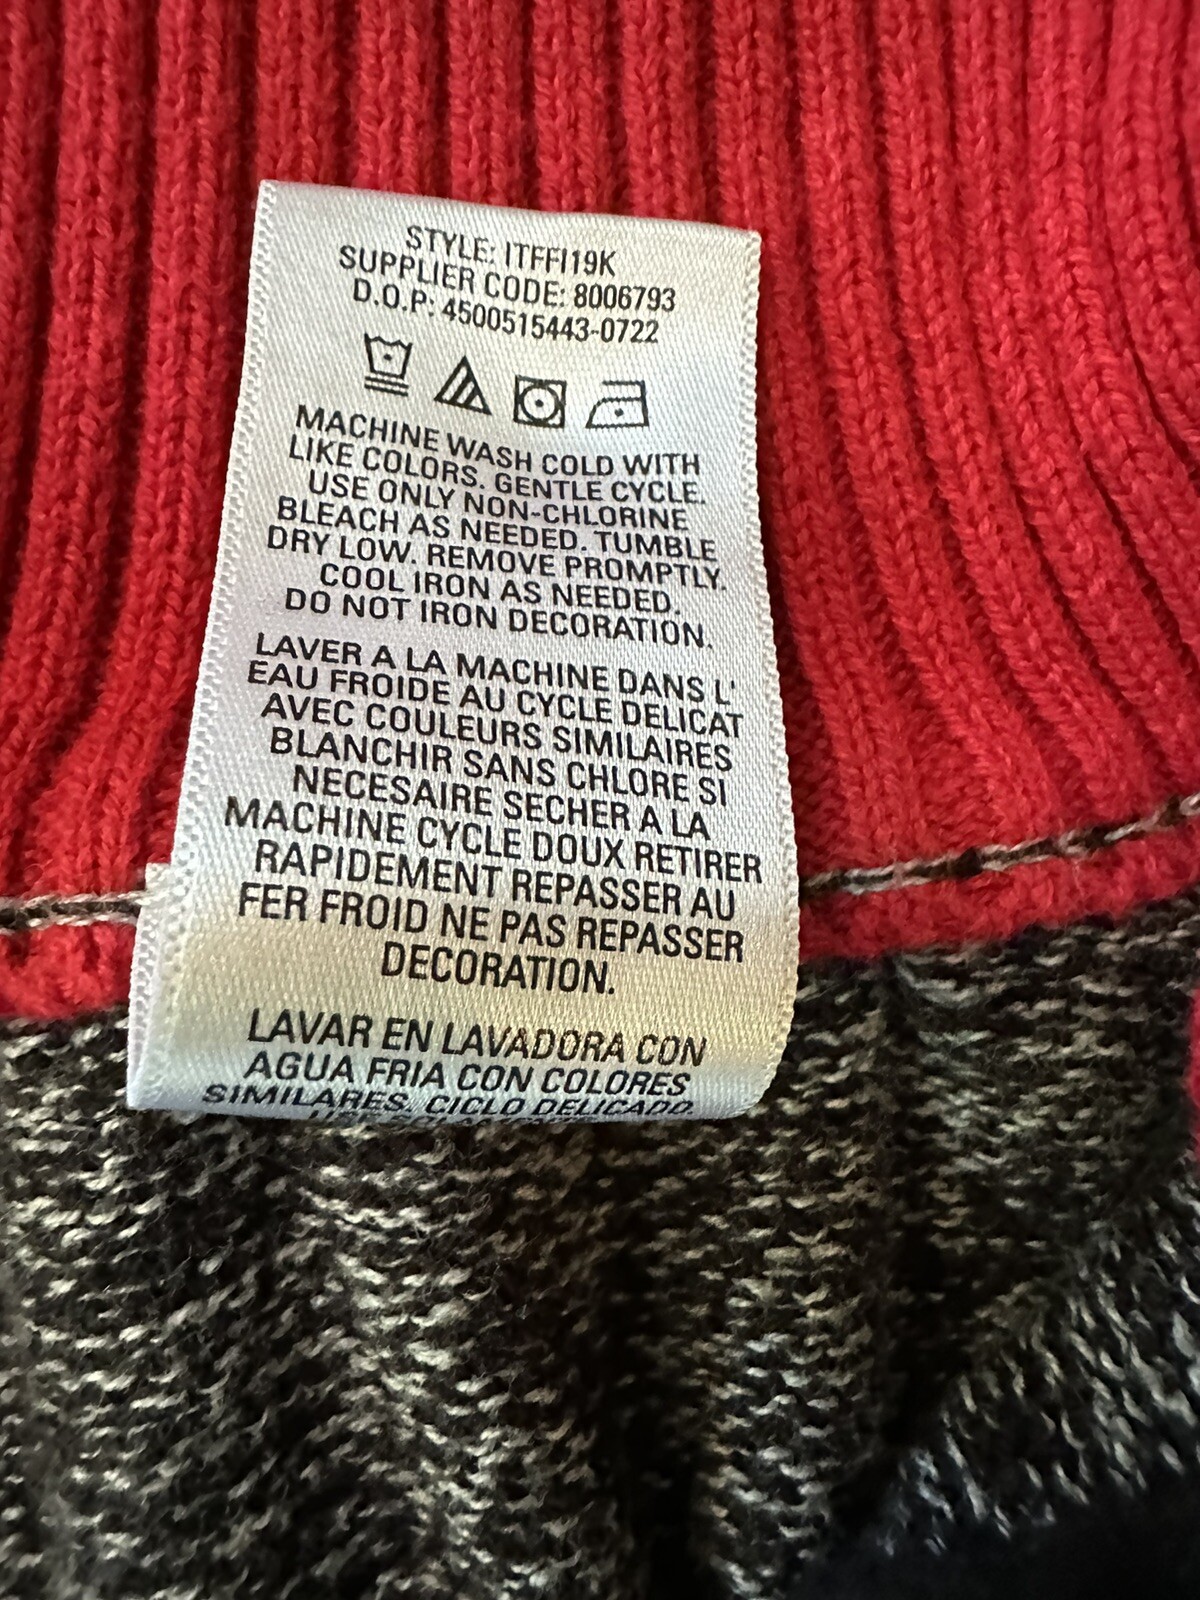 STYLE: ITFFI19K
SUPPLIER CODE: 8006793
D.O.P: 4500515443-0722
MACHINE WASH COLD WITH
LIKE COLORS. GENTLE CYCLE.
USE ONLY NON-CHLORINE
BLEACH AS NEEDED. TUMBLE
DRY LOW. REMOVE PROMPTLY.
COOL IRON AS NEEDED.
DO NOT IRON DECORATION.
LAVER A LA MACHINE DANS L'
EAU FROIDE AU CYCLE DELICAT
AVEC COULEURS SIMILAIRES
BLANCHIR SANS CHLORE SI
NECESAIRE SECHER A LA
MACHINE CYCLE DOUX RETIRER
RAPIDEMENT REPASSER AU
FER FROID NE PAS REPASSER
DECORATION.
LAVAR EN LAVADORA CON
AGUA FRIA CON COLORES
SIMILARES. CICLO DELICADO.